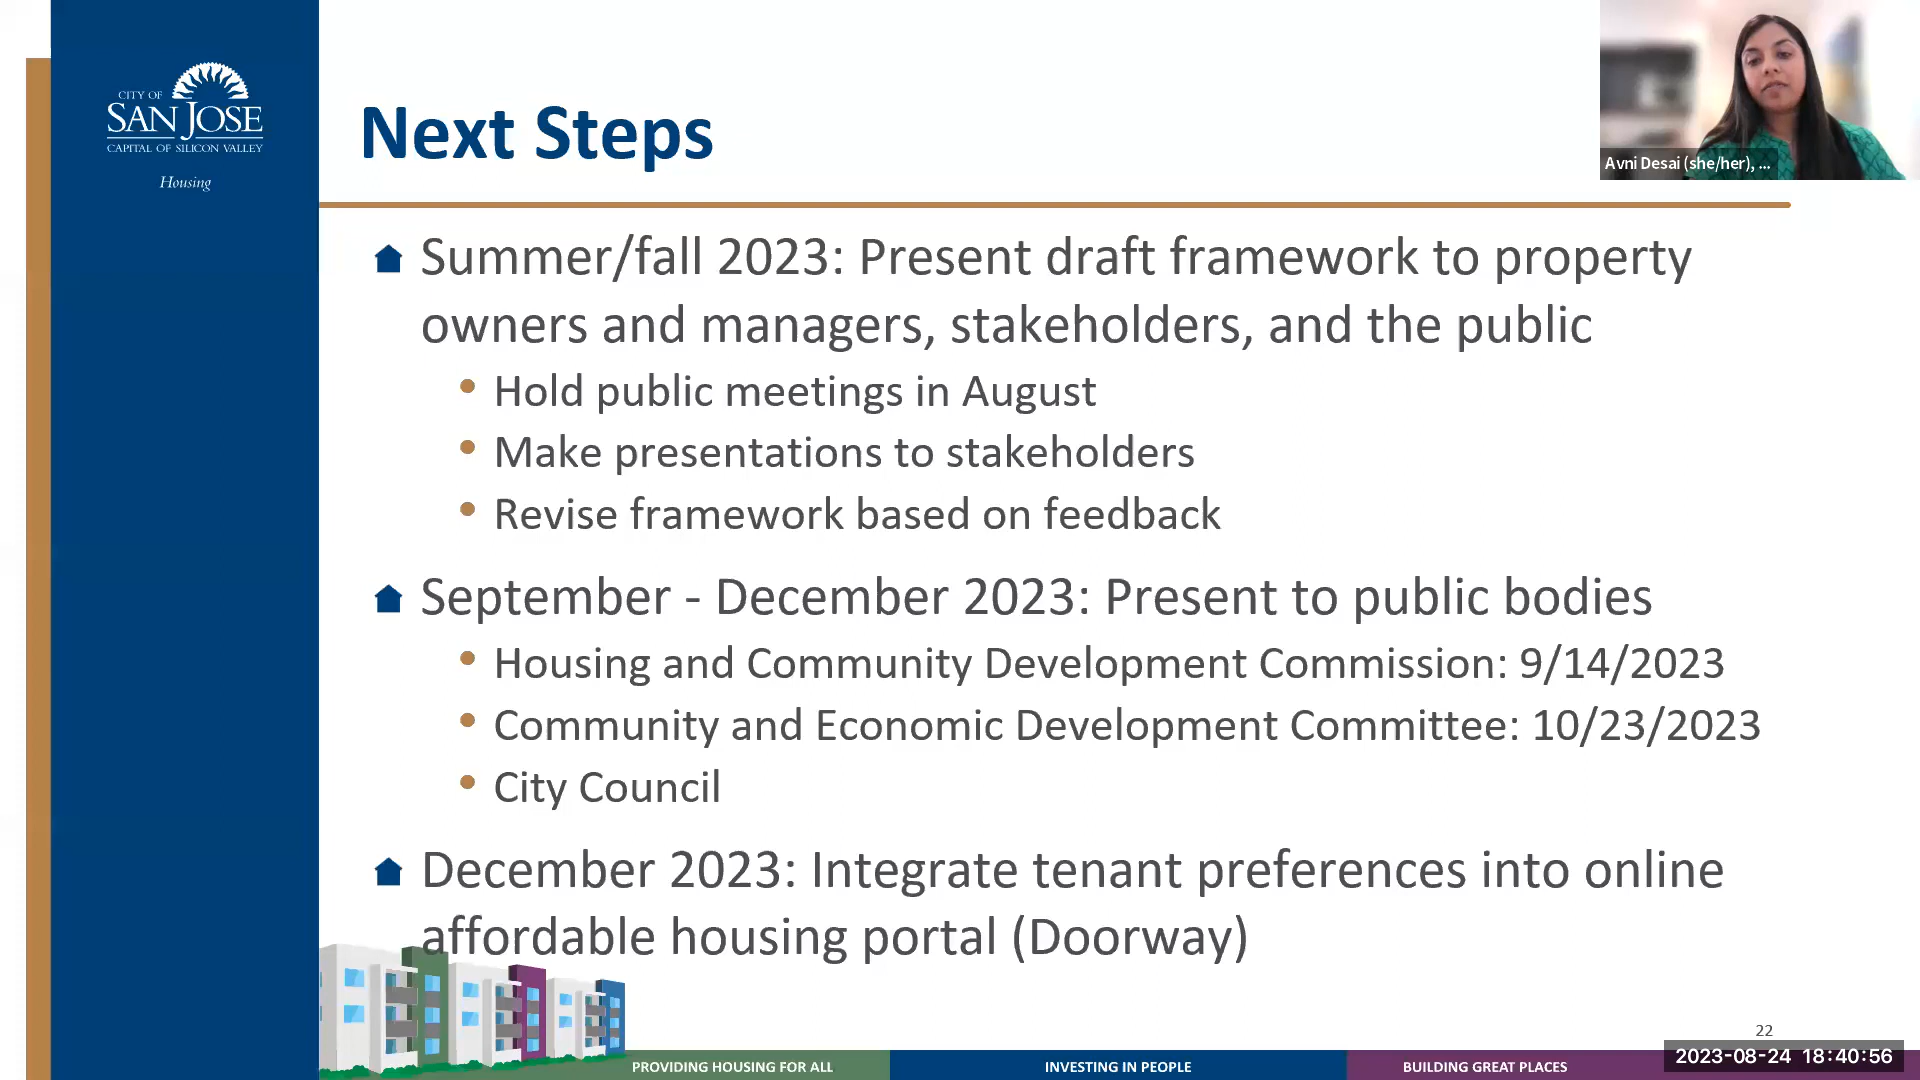 CITY OF
SAN JOSE
CAPITAL OF SILICON VALLEY
Housing
Next Steps
Avni Desai (she/her), ...
Summer/fall 2023: Present draft framework to property
owners and managers, stakeholders, and the public
• Hold public meetings in August
• Make presentations to stakeholders
• Revise framework based on feedback
September - December 2023: Present to public bodies
• Housing and Community Development Commission: 9/14/2023
• Community and Economic Development Committee: 10/23/2023
• City Council
December 2023: Integrate tenant preferences into online
affordable housing portal (Doorway)
22
PROVIDING HOUSING FOR ALL
INVESTING IN PEOPLE
BUILDING GREAT PLACES
2023-08-24 18:40:56